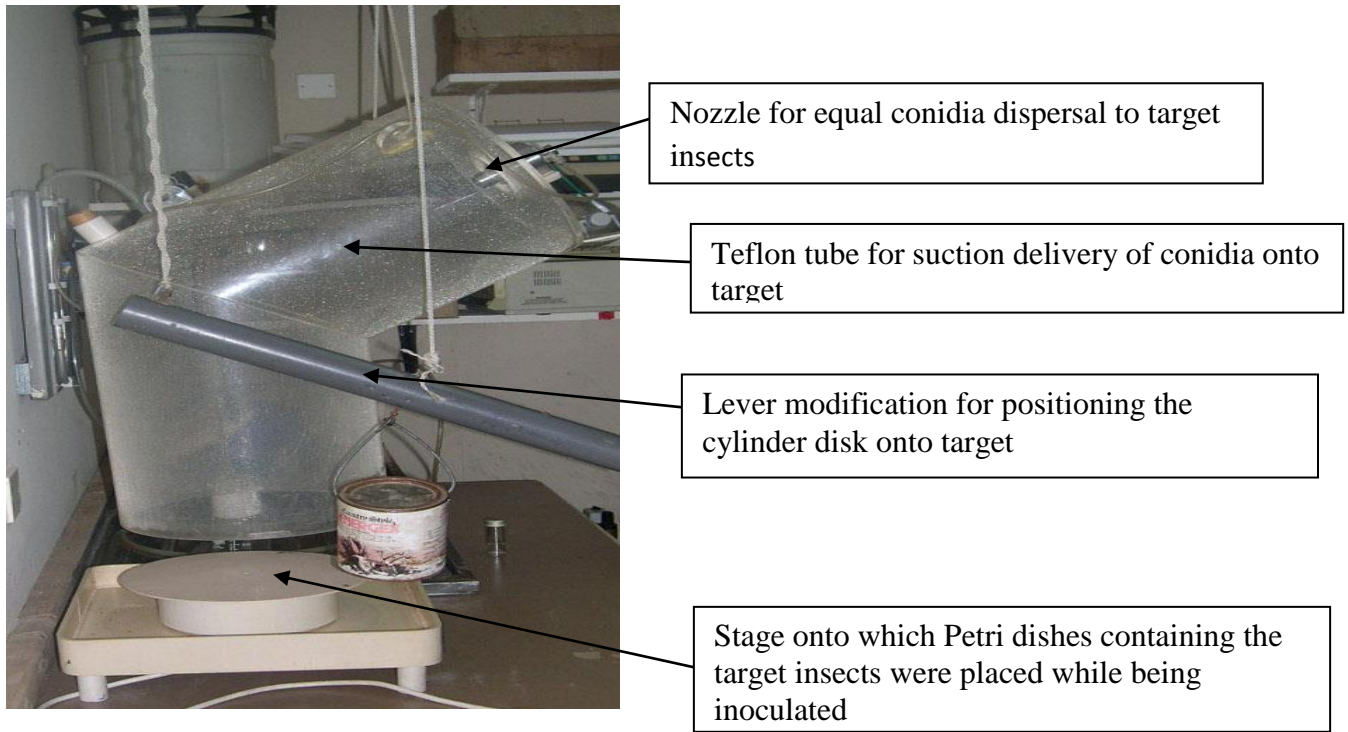 Nozzle for equal conidia dispersal to target
insects
Teflon tube for suction delivery of conidia onto
target
Lever modification for positioning the
cylinder disk onto
target
Stage onto which Petri dishes containing the
target insects were placed while being
inoculated